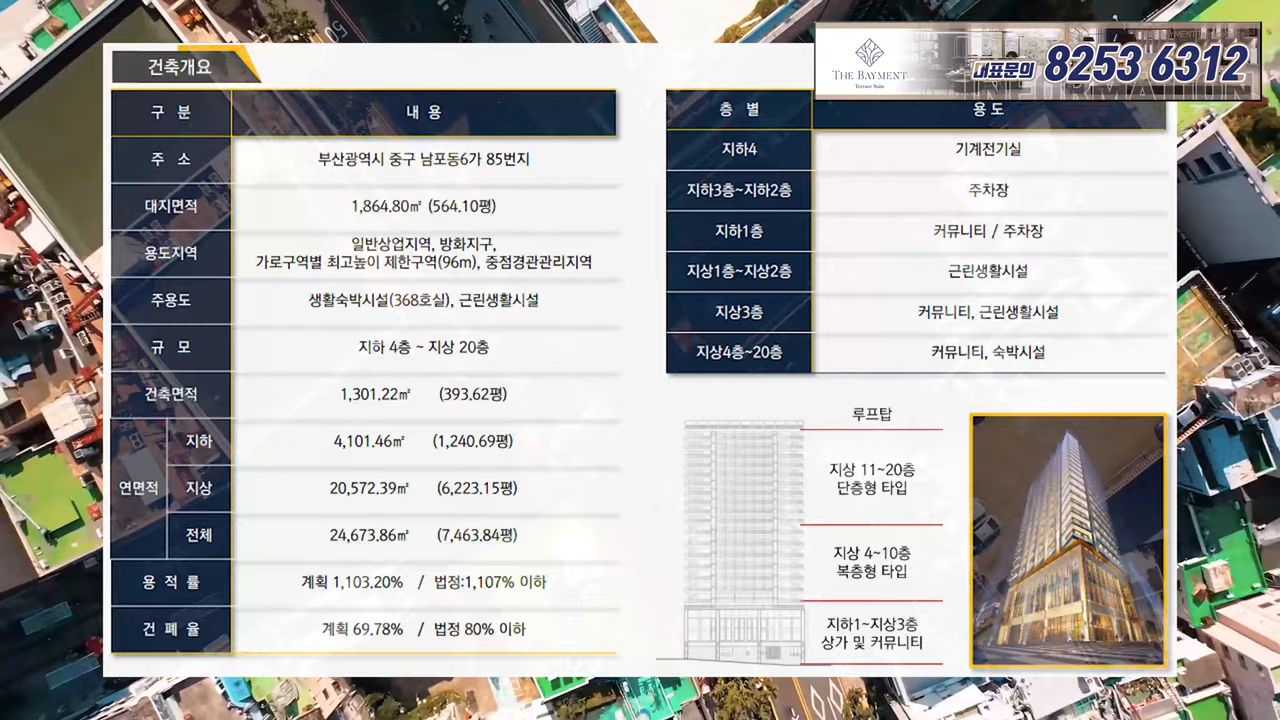 건축개요
THE BAYMENT
Terrace Suite
대표문의 8253 6312
INFORMATION
구 분 내 용
주 소 부산광역시 중구 남포동6가 85번지
대지면적 1,864.80㎡ (564.10평)
용도지역 일반상업지역, 방화지구,
가로구역별 최고높이 제한구역(96m), 중점경관관리지역
주용도 생활숙박시설(368호실), 근린생활시설
규 모 지하 4층 ~ 지상 20층
건축면적 1,301.22㎡ (393.62평)
연면적
지하 4,101.46㎡ (1,240.69평)
지상 20,572.39㎡ (6,223.15평)
전체 24,673.86㎡ (7,463.84평)
용 적 률 계획 1,103.20% / 법정:1,107% 이하
건 폐 율 계획 69.78% / 법정 80% 이하
층 별 용 도
지하4 기계전기실
지하3층~지하2층 주차장
지하1층 커뮤니티 / 주차장
지상1층~지상2층 근린생활시설
지상3층 커뮤니티, 근린생활시설
지상4층~20층 커뮤니티, 숙박시설
루프탑
지상 11~20층
단층형 타입
지상 4~10층
복층형 타입
지하1~지상3층
상가 및 커뮤니티
50